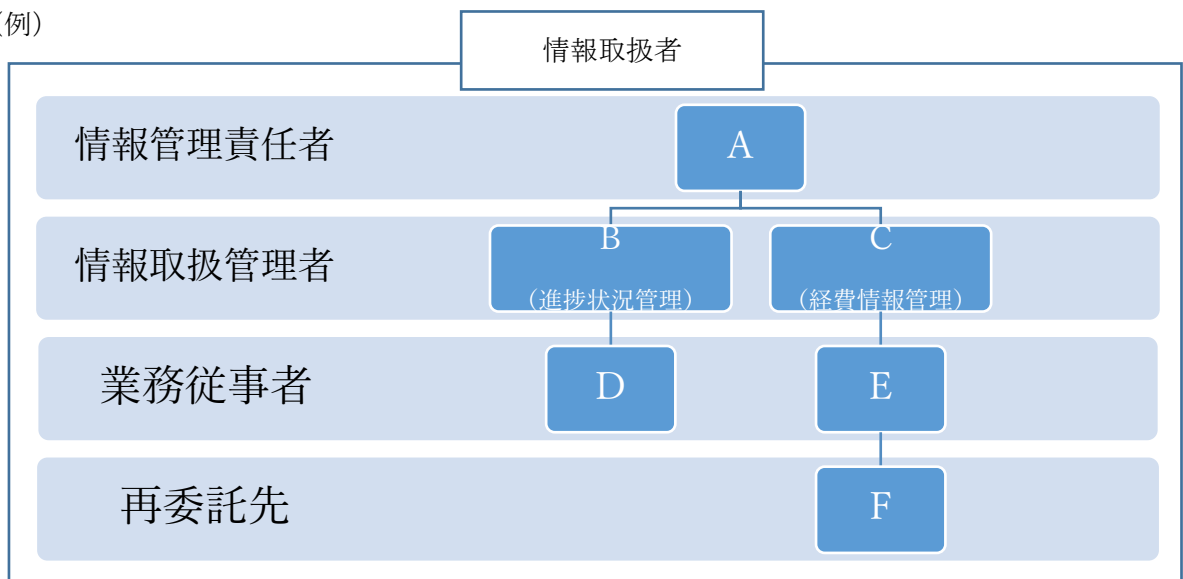 (例)
情報取扱者
情報管理責任者
A
情報取扱管理者
B
(進捗状況管理)
C
(経費情報管理)
業務従事者
D
E
再委託先
F